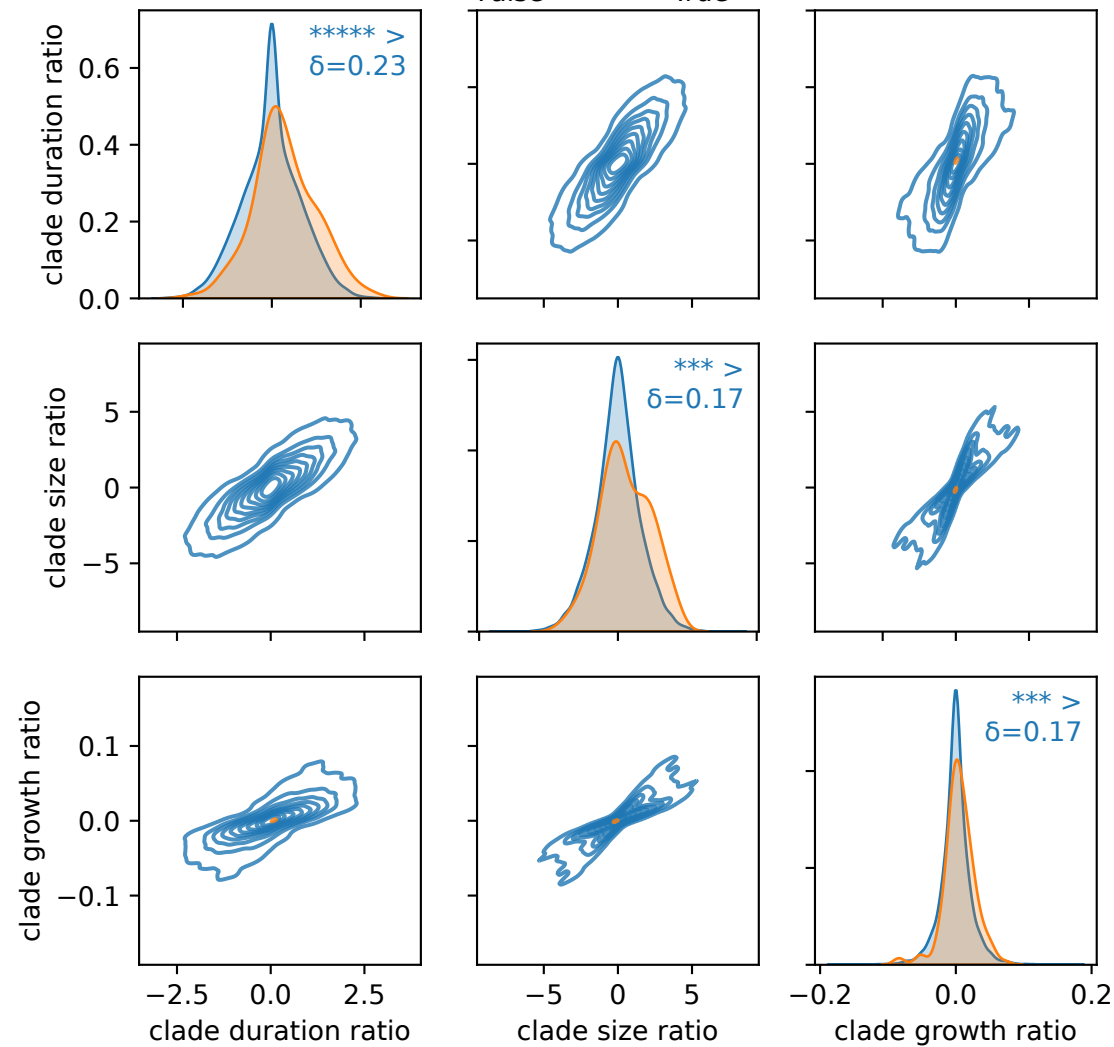 clade duration ratio
0.6
0.4
0.2
0.0
***** >
δ=0.23
clade size ratio
5
0
−5
*** >
δ=0.17
clade growth ratio
0.1
0.0
−0.1
*** >
δ=0.17
−2.5 0.0 2.5
−5 0 5
−0.2 0.0 0.2
clade duration ratio
clade size ratio
clade growth ratio